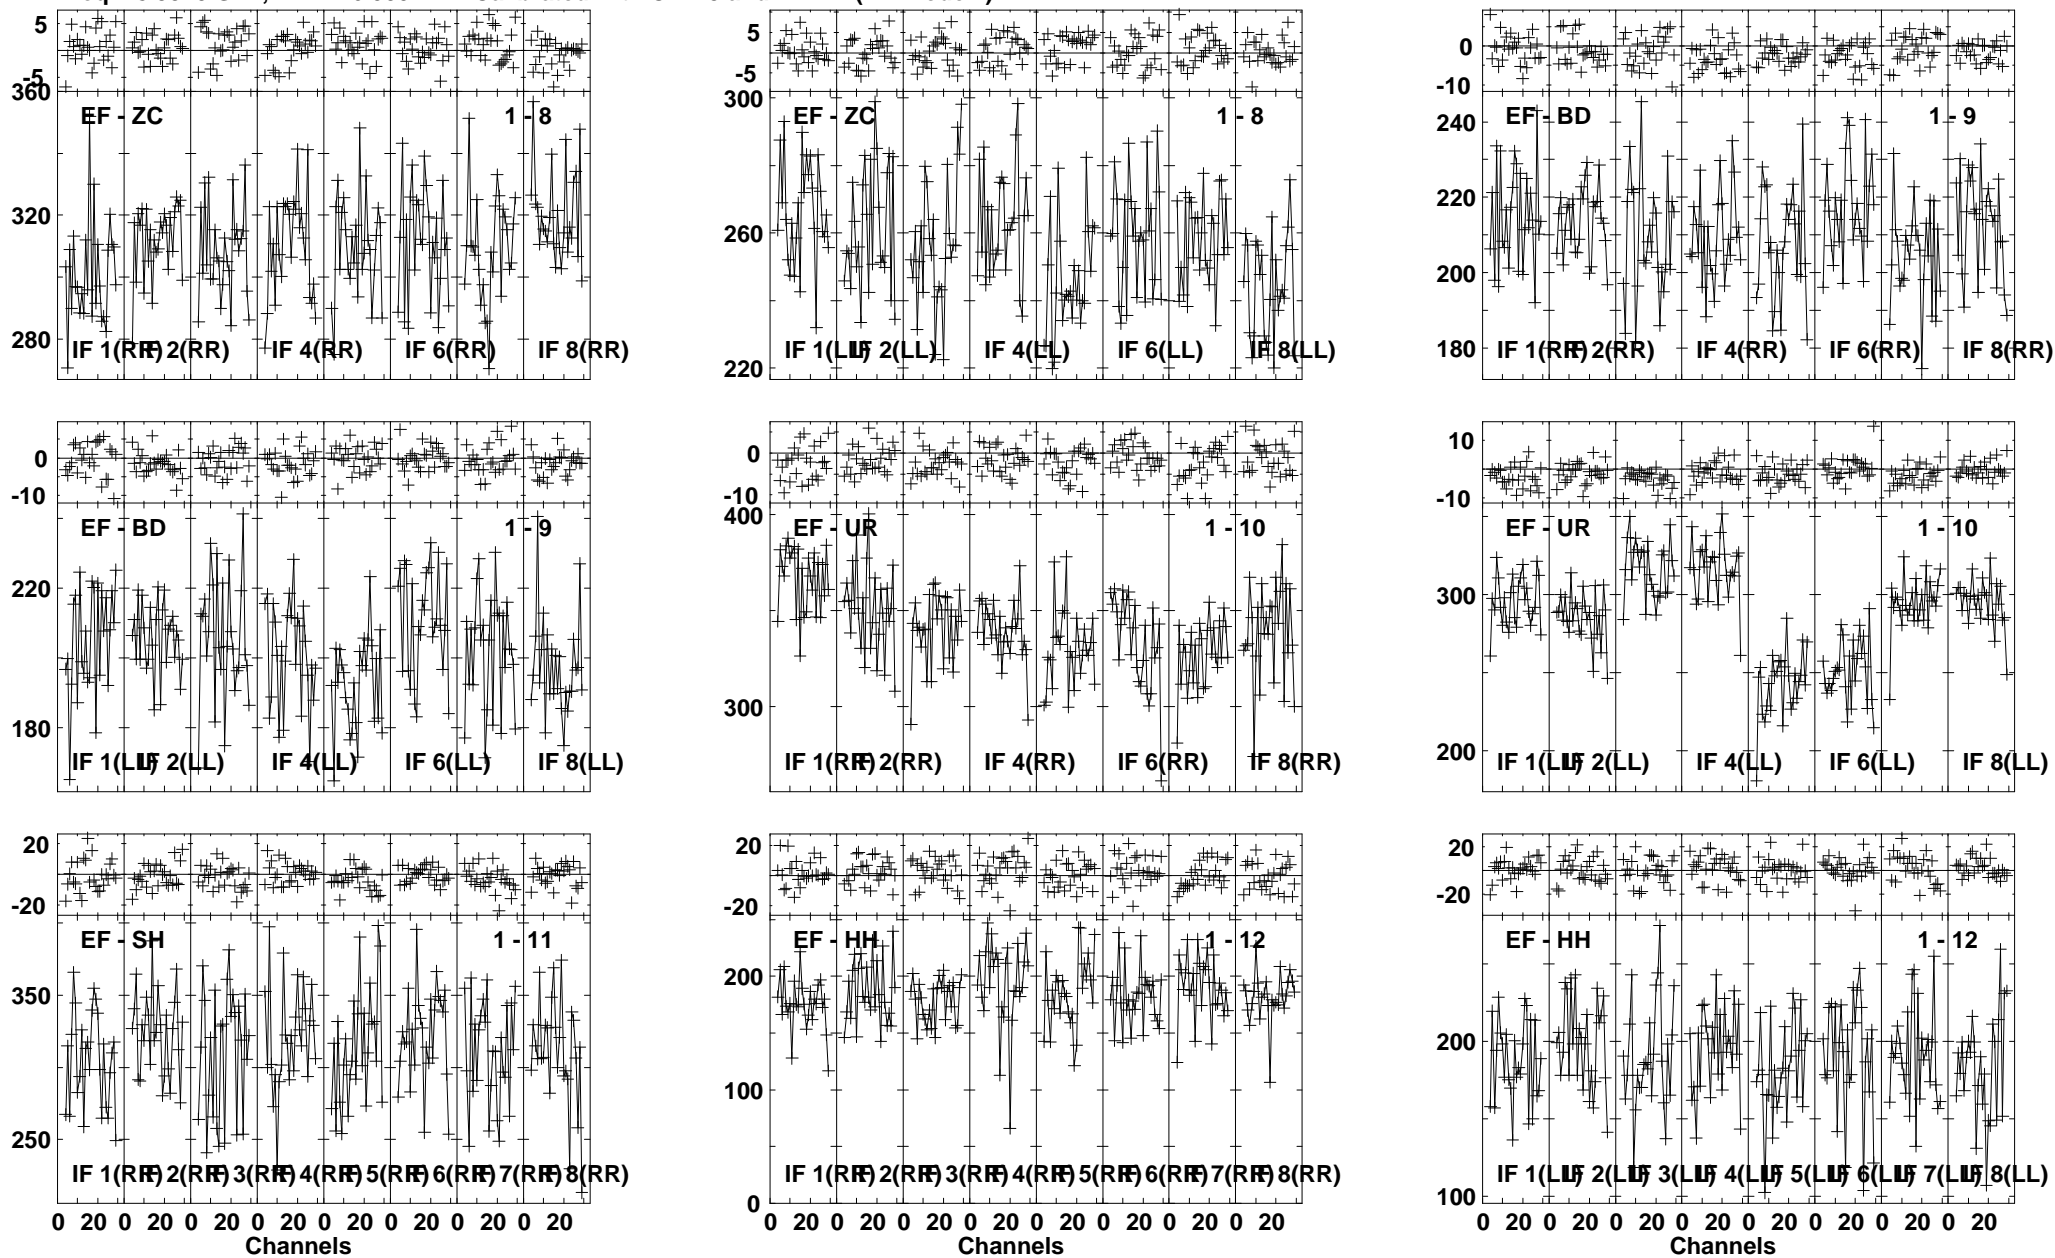 5 -5
5 -5
0 -10
360 320 280
EF - ZC 1 - 8
IF 1(RR) IF 2(RR) IF 4(RR) IF 6(RR) IF 8(RR)
300 260 220
EF - ZC 1 - 8
IF 1(LL) IF 2(LL) IF 4(LL) IF 6(LL) IF 8(LL)
240 220 200 180
EF - BD 1 - 9
IF 1(RR) IF 2(RR) IF 4(RR) IF 6(RR) IF 8(RR)
0 -10
0 -10
10 0 -10
220 180
EF - BD 1 - 9
IF 1(LL) IF 2(LL) IF 4(LL) IF 6(LL) IF 8(LL)
400 300
EF - UR 1 - 10
IF 1(RR) IF 2(RR) IF 4(RR) IF 6(RR) IF 8(RR)
300 200
EF - UR 1 - 10
IF 1(LL) IF 2(LL) IF 4(LL) IF 6(LL) IF 8(LL)
20 0 -20
20 0 -20
20 0 -20
350 250
EF - SH 1 - 11
IF 1(RR) IF 2(RR) IF 3(RR) IF 4(RR) IF 5(RR) IF 6(RR) IF 7(RR) IF 8(RR)
200 100 0
EF - HH 1 - 12
IF 1(RR) IF 2(RR) IF 3(RR) IF 4(RR) IF 5(RR) IF 6(RR) IF 7(RR) IF 8(RR)
200 100
EF - HH 1 - 12
IF 1(LL) IF 2(LL) IF 3(LL) IF 4(LL) IF 5(LL) IF 6(LL) IF 7(LL) IF 8(LL)
0 20 0 20 0 20 0 20 0 20 0 20 0 20 0 20
0 20 0 20 0 20 0 20 0 20 0 20 0 20 0 20
0 20 0 20 0 20 0 20 0 20 0 20 0 20 0 20
Channels
Channels